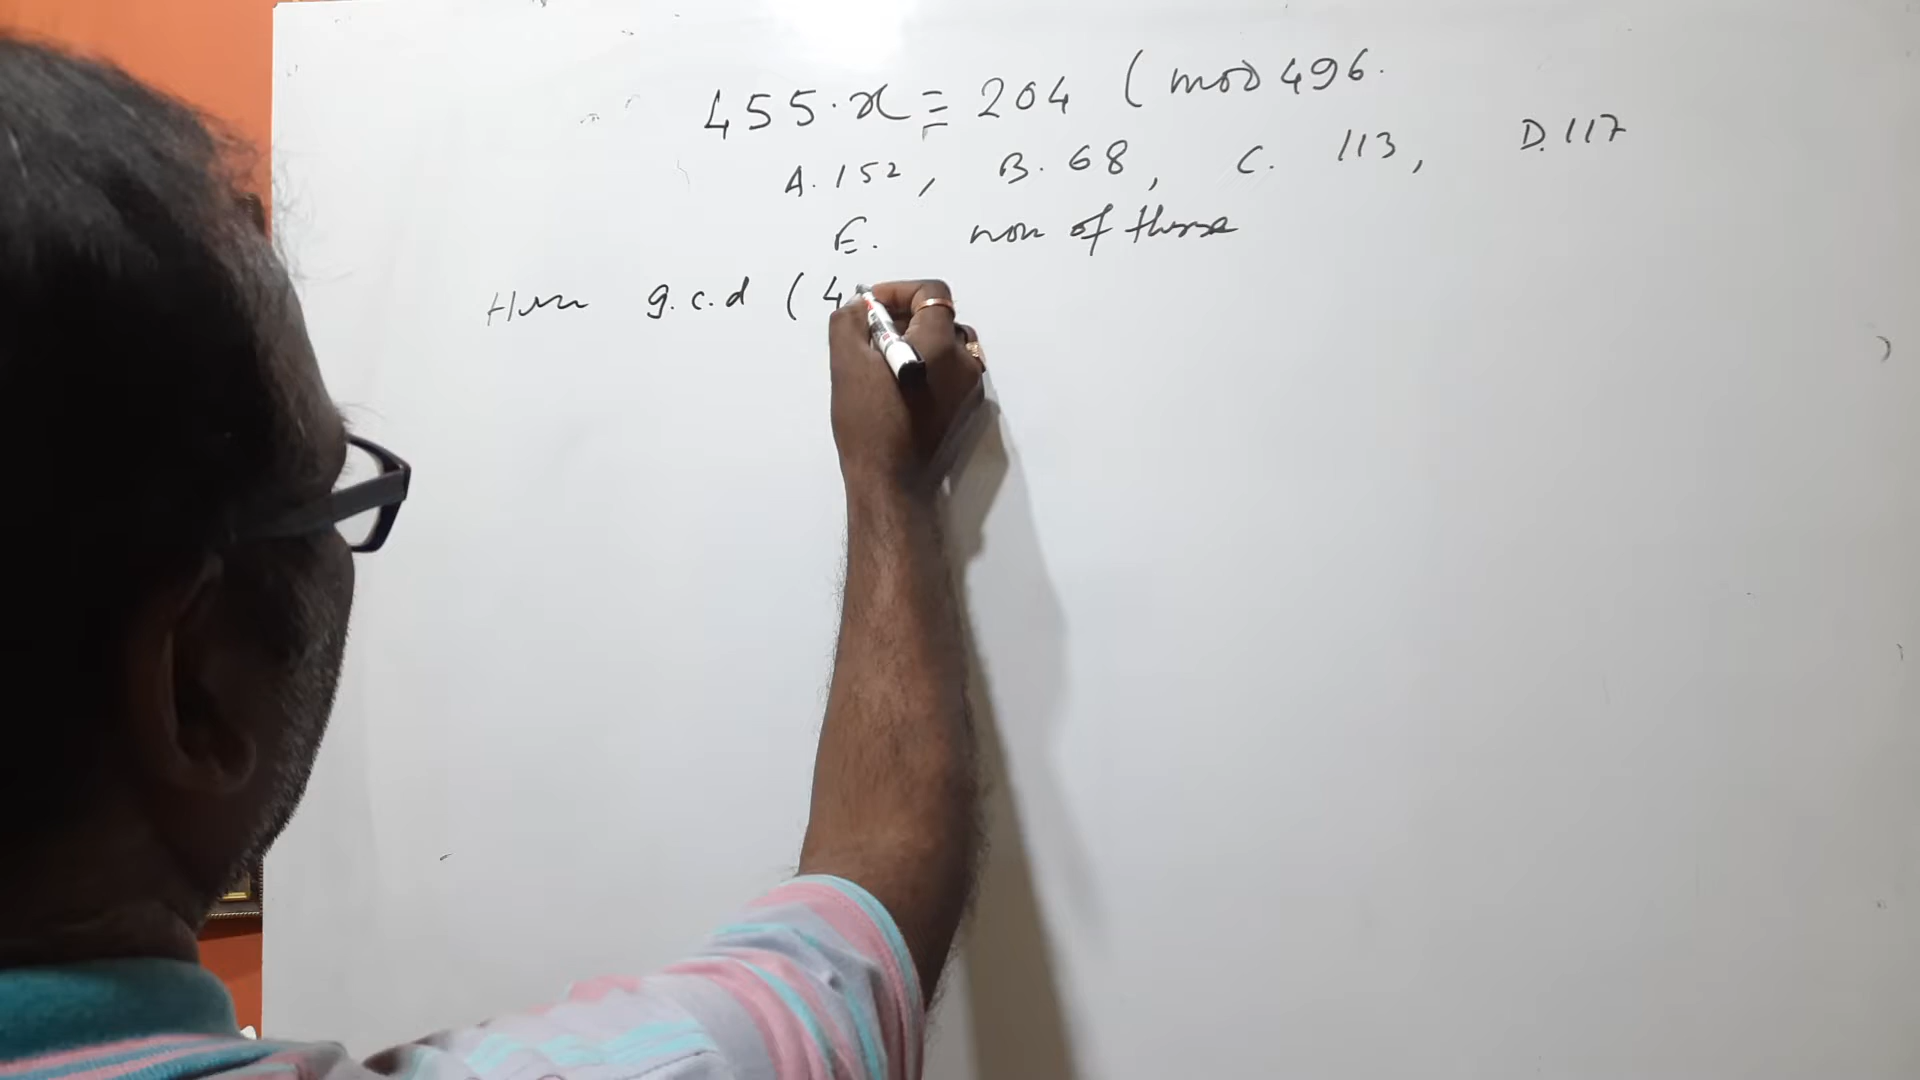 455.x ≡ 204 (mod 496.
A. 152, B. 68, C. 113, D. 117
E. non of these
Here g.c.d (4